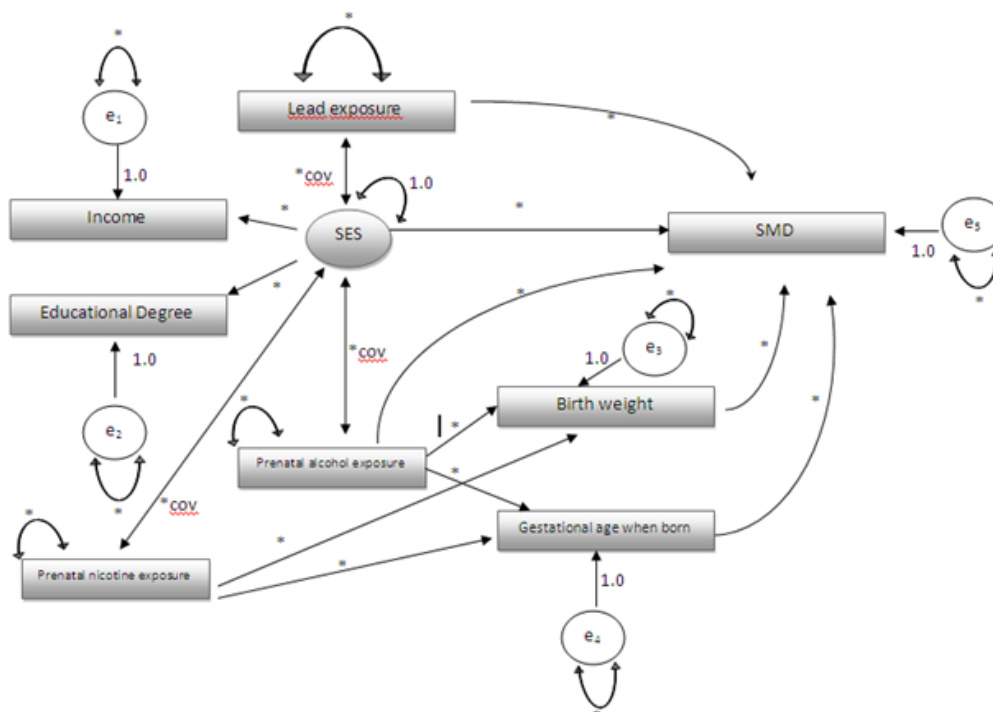 *
*
e₁
Lead exposure
*
1.0
*cov
1.0
Income
*
SES
*
SMD
e₅
1.0
*
*
*
*
Educational Degree
1.0
*cov
e₃
1.0
*
Birth weight
*
*
*
e₂
Prenatal alcohol exposure
*
*
*cov
*
Gestational age when born
*
*
Prenatal nicotine exposure
1.0
e₄
*